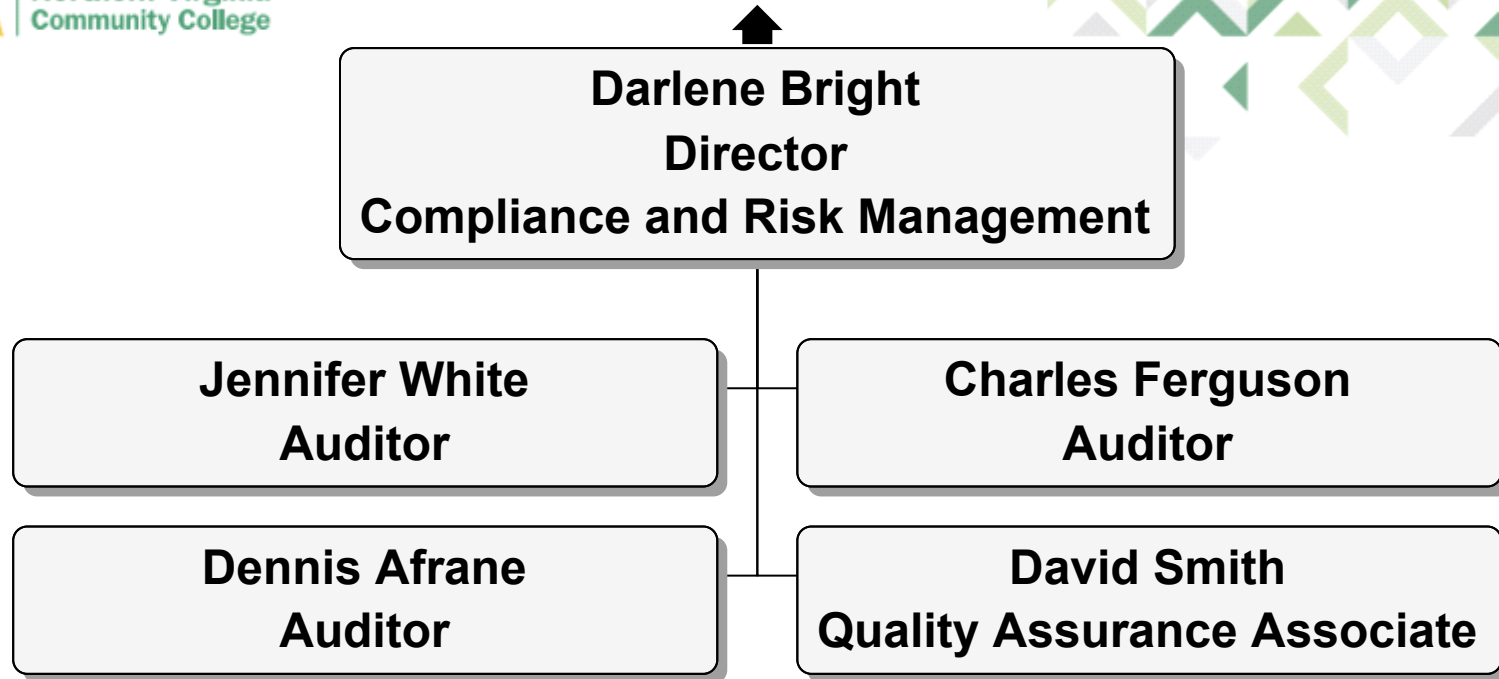 Community College
Darlene Bright
Director
Compliance and Risk Management
Jennifer White
Auditor
Charles Ferguson
Auditor
Dennis Afrane
Auditor
David Smith
Quality Assurance Associate